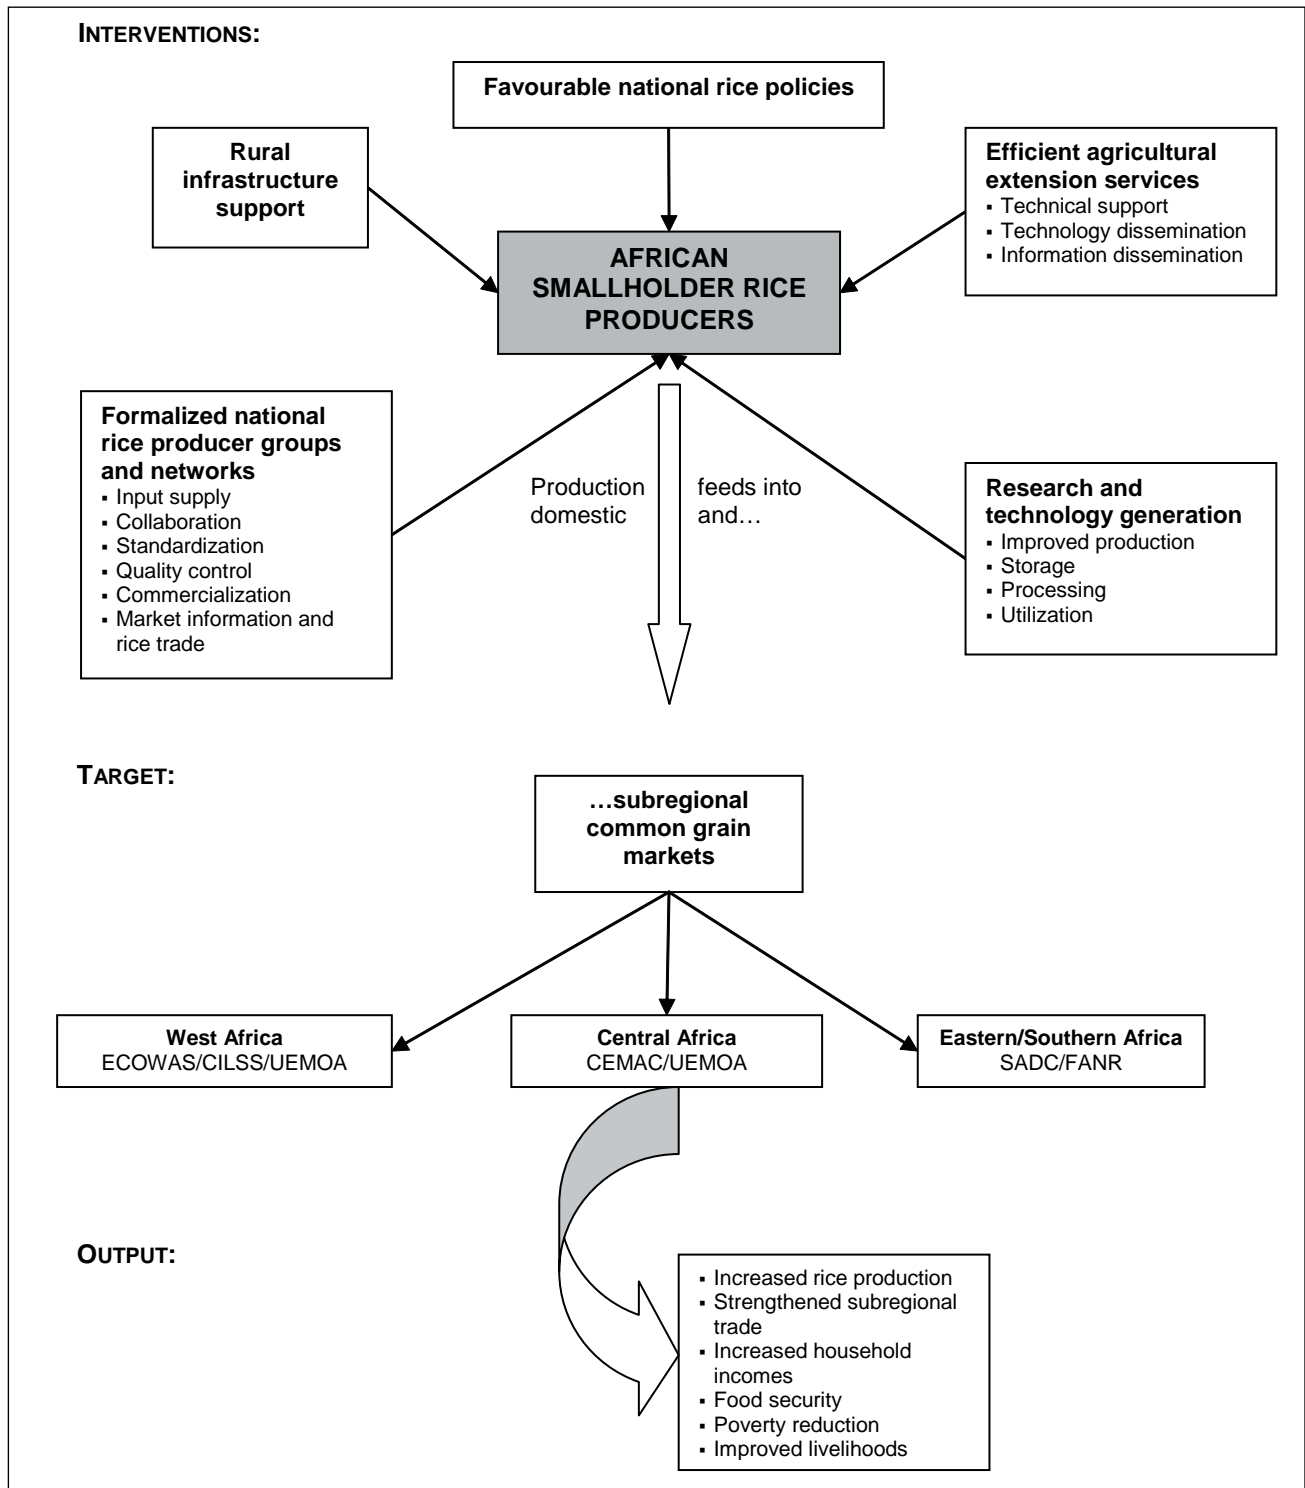 INTERVENTIONS:
Favourable national rice policies
Rural
infrastructure
support
Efficient agricultural
extension services
▪ Technical support
▪ Technology dissemination
▪ Information dissemination
AFRICAN
SMALLHOLDER RICE
PRODUCERS
Formalized national
rice producer groups
and networks
▪ Input supply
▪ Collaboration
▪ Standardization
▪ Quality control
▪ Commercialization
▪ Market information and
rice trade
Production feeds into
domestic and…
Research and
technology generation
▪ Improved production
▪ Storage
▪ Processing
▪ Utilization
TARGET:
…subregional
common grain
markets
West Africa
ECOWAS/CILSS/UEMOA
Central Africa
CEMAC/UEMOA
Eastern/Southern Africa
SADC/FANR
OUTPUT:
▪ Increased rice production
▪ Strengthened subregional
trade
▪ Increased household
incomes
▪ Food security
▪ Poverty reduction
▪ Improved livelihoods